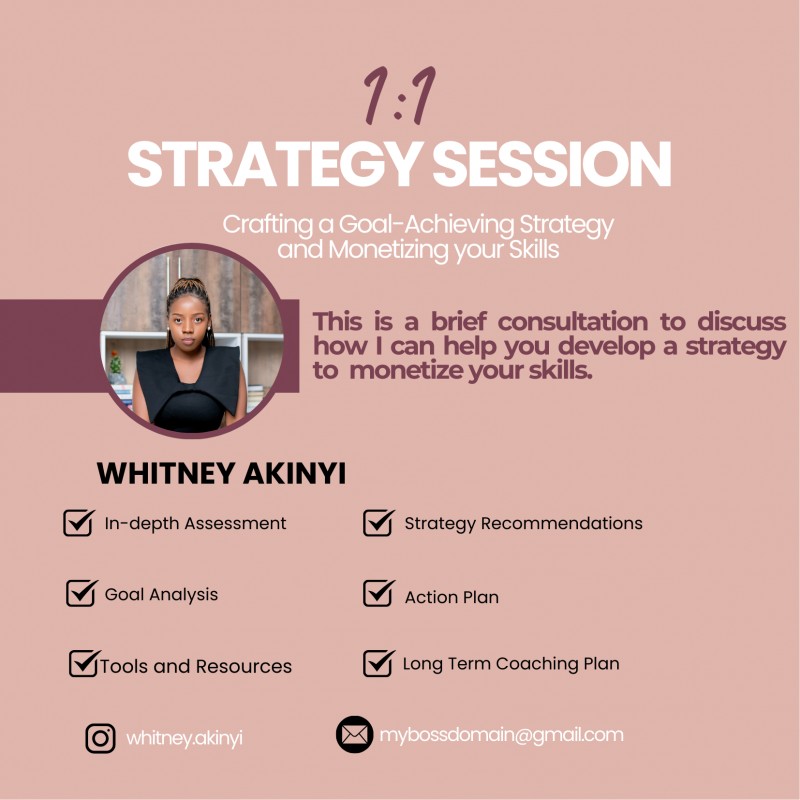 1:1
STRATEGY SESSION
Crafting a Goal-Achieving Strategy
and Monetizing your Skills
This is a brief consultation to discuss
how I can help you develop a strategy
to monetize your skills.
WHITNEY AKINYI
In-depth Assessment
Strategy Recommendations
Goal Analysis
Action Plan
Tools and Resources
Long Term Coaching Plan
whitney.akinyi
mybossdomain@gmail.com